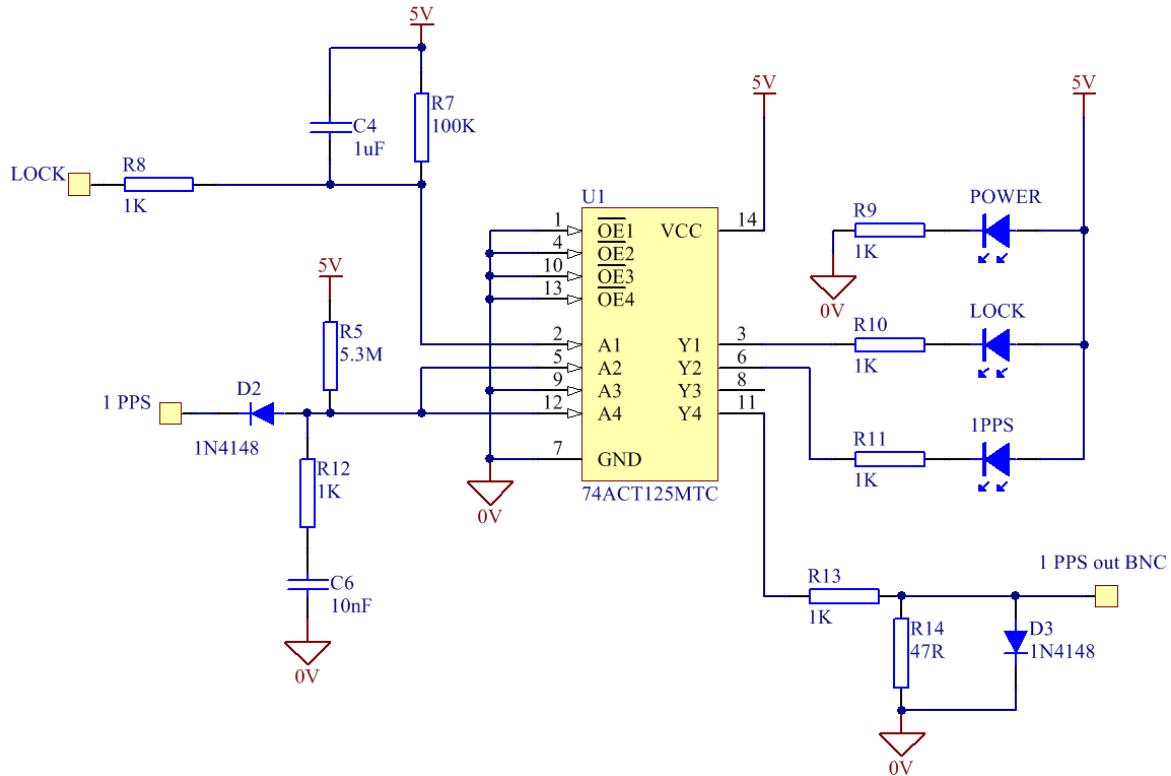 5V
R7
100K
C4
1uF
LOCK
R8
1K
5V
R5
5.3M
D2
1N4148
1 PPS
R12
1K
C6
10nF
0V
U1
1
OE1
4
OE2
10
OE3
13
OE4
2
A1
5
A2
9
A3
12
A4
7
GND
VCC
14
Y1
3
Y2
6
Y3
8
Y4
11
74ACT125MTC
0V
5V
5V
POWER
R9
1K
0V
LOCK
R10
1K
1PPS
R11
1K
1 PPS out BNC
R13
1K
R14
47R
D3
1N4148
0V